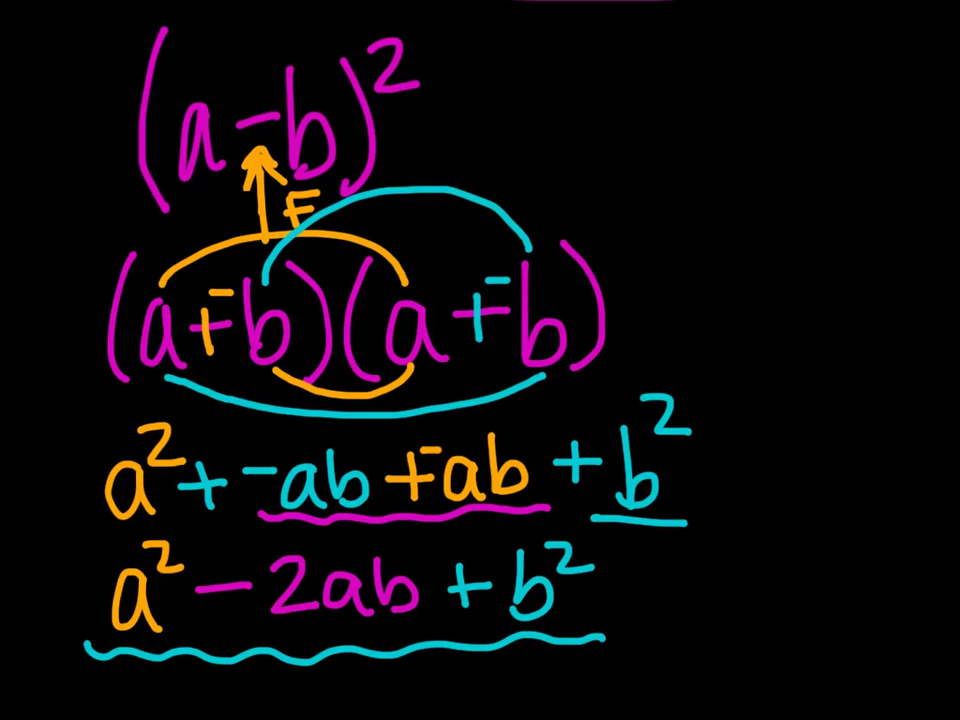 (a-b)²
F
(a+⁻b)(a+⁻b)
a²+⁻ab+⁻ab+b²
a²-2ab+b²